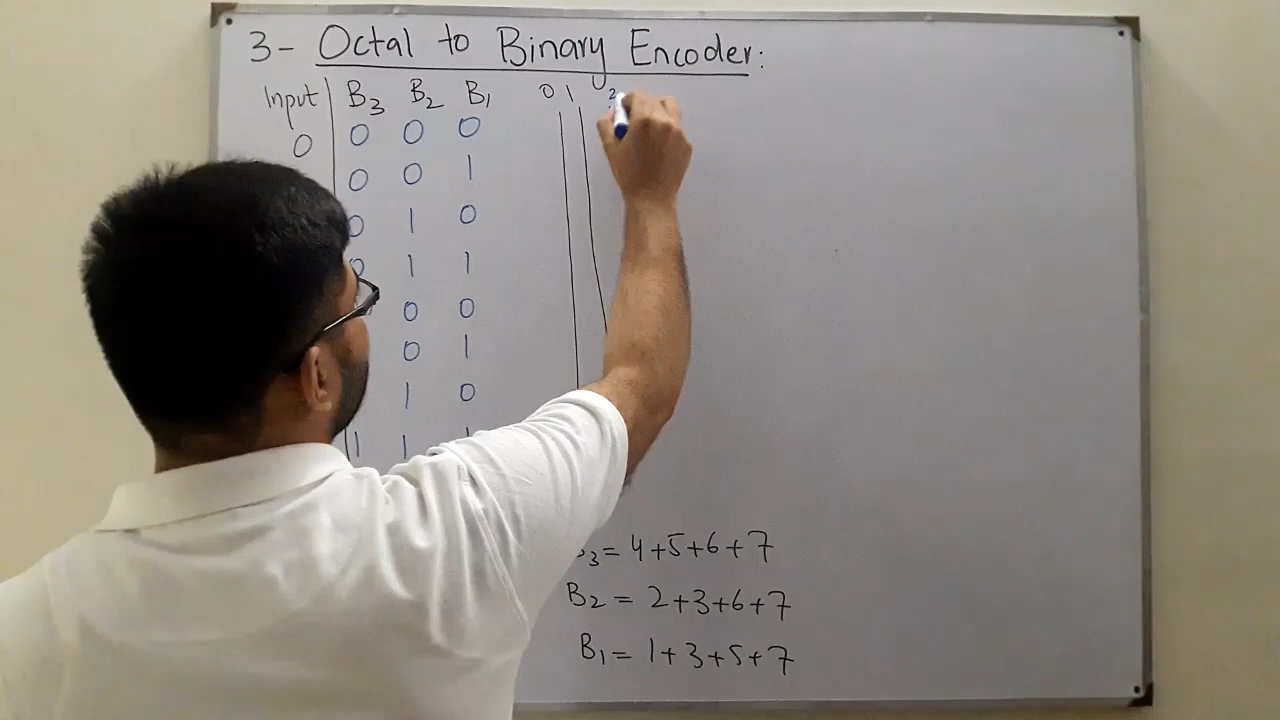 3- Octal to Binary Encoder:
Input B3 B2 B1 0 1 2
0 0 0 0
0 0 1
0 1 0
0 1 1
0 0
0 1
1 0
1 1
3 = 4+5+6+7
B2 = 2+3+6+7
B1 = 1+3+5+7